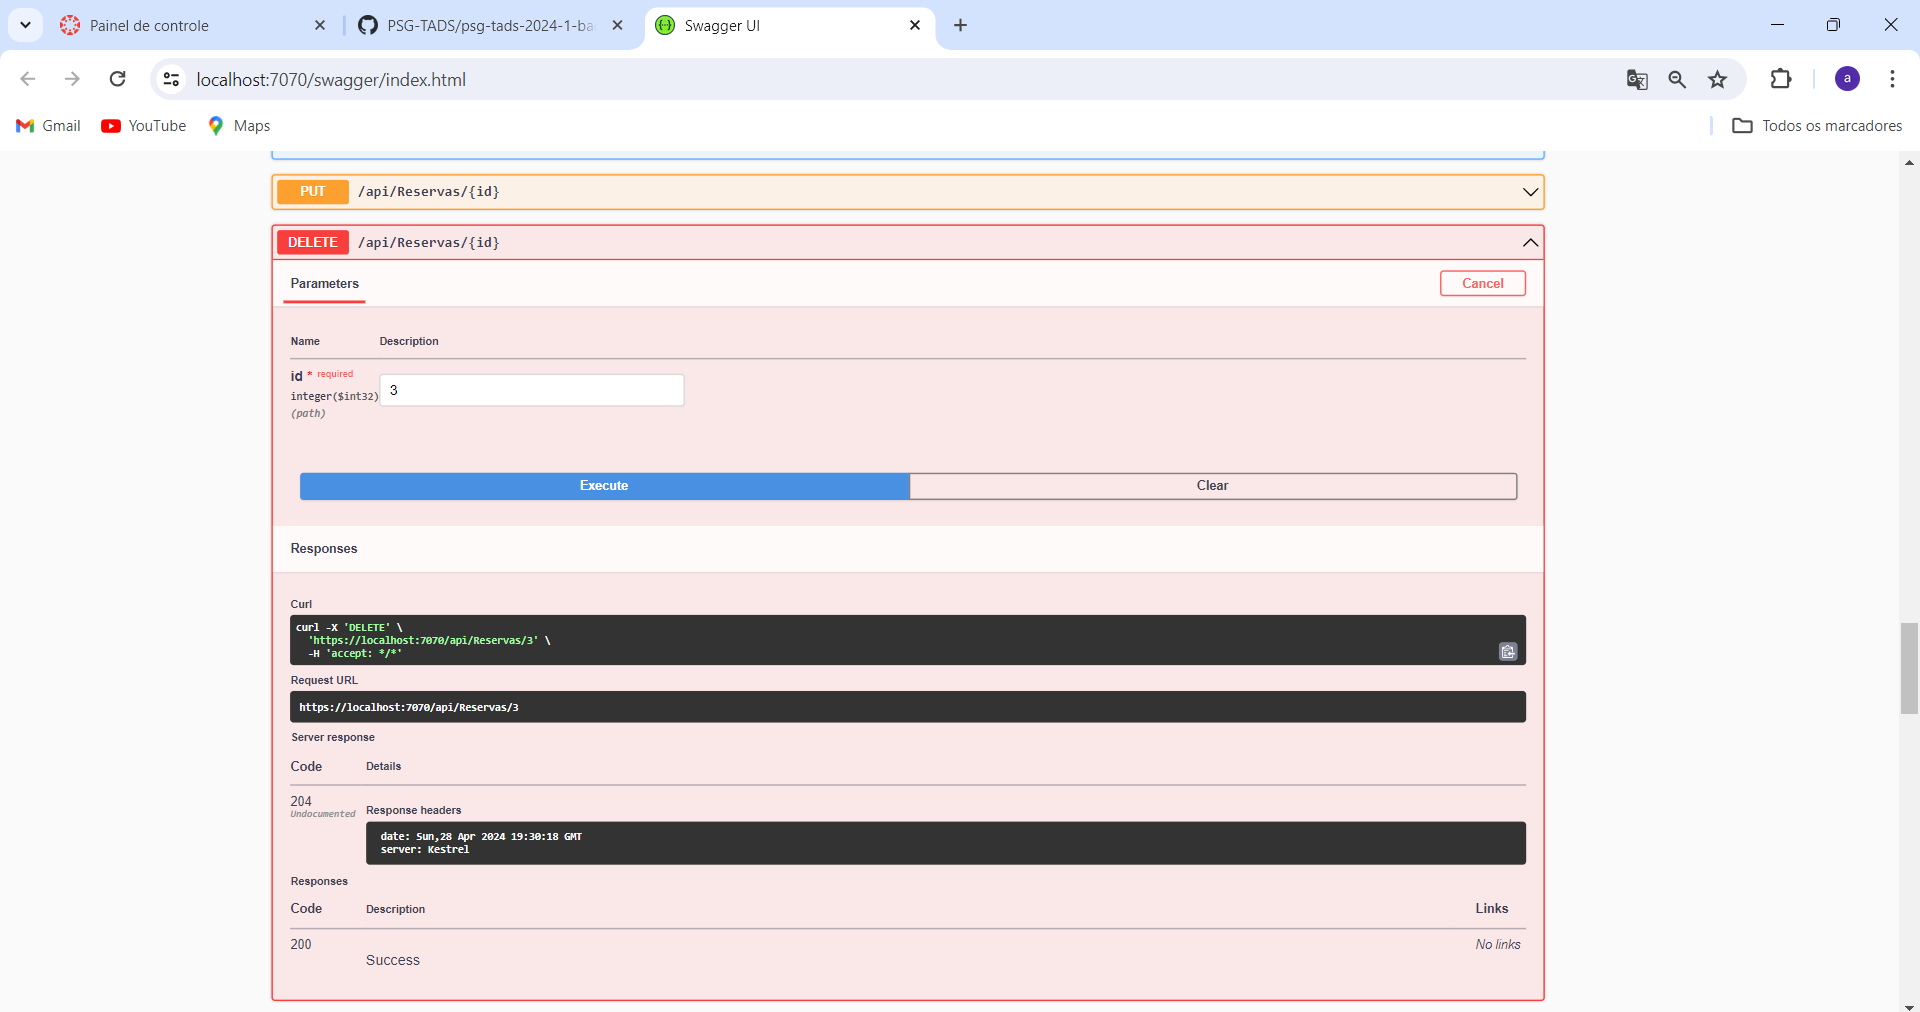 Painel de controle
PSG-TADS/psg-tads-2024-1-ba
Swagger UI
localhost:7070/swagger/index.html
a
Gmail
YouTube
Maps
Todos os marcadores
PUT /api/Reservas/{id}
DELETE /api/Reservas/{id}
Parameters
Cancel
Name Description
id * required
integer($int32)
(path)
3
Execute
Clear
Responses
Curl
curl -X 'DELETE' \
'https://localhost:7070/api/Reservas/3' \
-H 'accept: */*'
Request URL
https://localhost:7070/api/Reservas/3
Server response
Code Details
204
Undocumented
Response headers
date: Sun,28 Apr 2024 19:30:18 GMT
server: Kestrel
Responses
Code Description Links
200
Success
No links